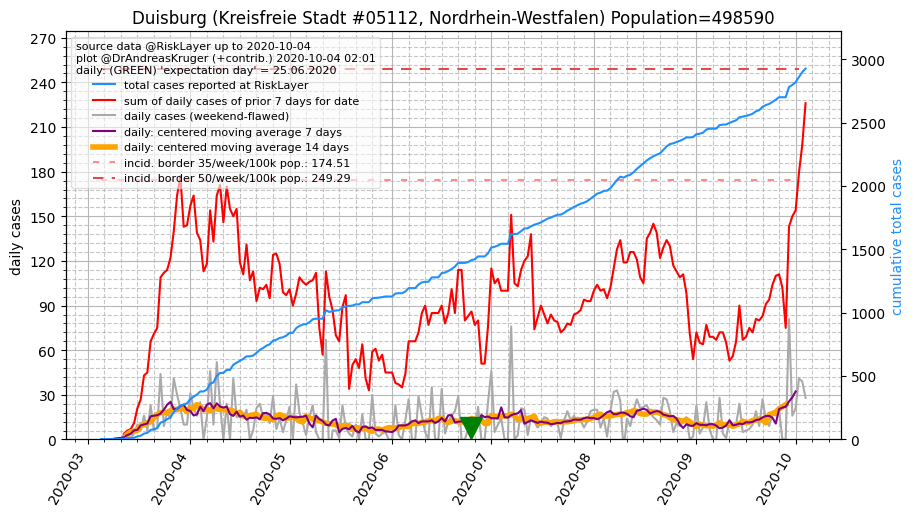 Duisburg (Kreisfreie Stadt #05112, Nordrhein-Westfalen) Population=498590
source data @RiskLayer up to 2020-10-04
plot @DrAndreasKruger (+contrib.) 2020-10-04 02:01
daily: (GREEN) 'expectation day' = 25.06.2020
total cases reported at RiskLayer
sum of daily cases of prior 7 days for date
daily cases (weekend-flawed)
daily: centered moving average 7 days
daily: centered moving average 14 days
incid. border 35/week/100k pop.: 174.51
incid. border 50/week/100k pop.: 249.29
daily cases
270
240
210
180
150
120
90
60
30
0
cumulative total cases
3000
2500
2000
1500
1000
500
0
2020-03
2020-04
2020-05
2020-06
2020-07
2020-08
2020-09
2020-10